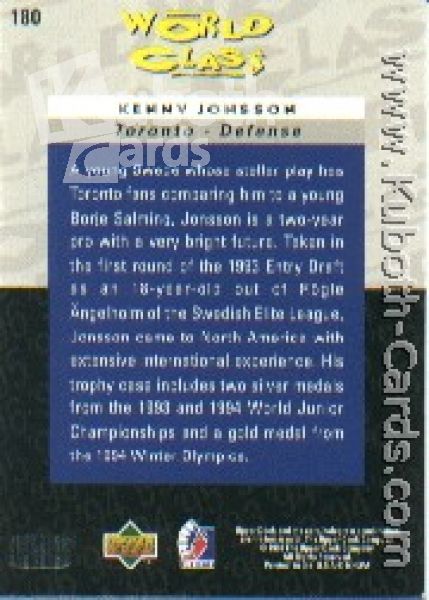 180
WORLD
CLASS
KENNY JONSSON
Toronto - Defense
A young Swede whose stellar play has
Toronto fans comparing him to a young
Borje Salming, Jonsson is a two-year
pro with a very bright future. Taken in
the first round of the 1993 Entry Draft
as an 18-year-old out of Rögle
Ängelholm of the Swedish Elite League,
Jonsson came to North America with
extensive international experience. His
trophy case includes two silver medals
from the 1993 and 1994 World Junior
Championships and a gold medal from
the 1994 Winter Olympics.
Kuboth
Cards
www.Kuboth-Cards.com
UPPER DECK